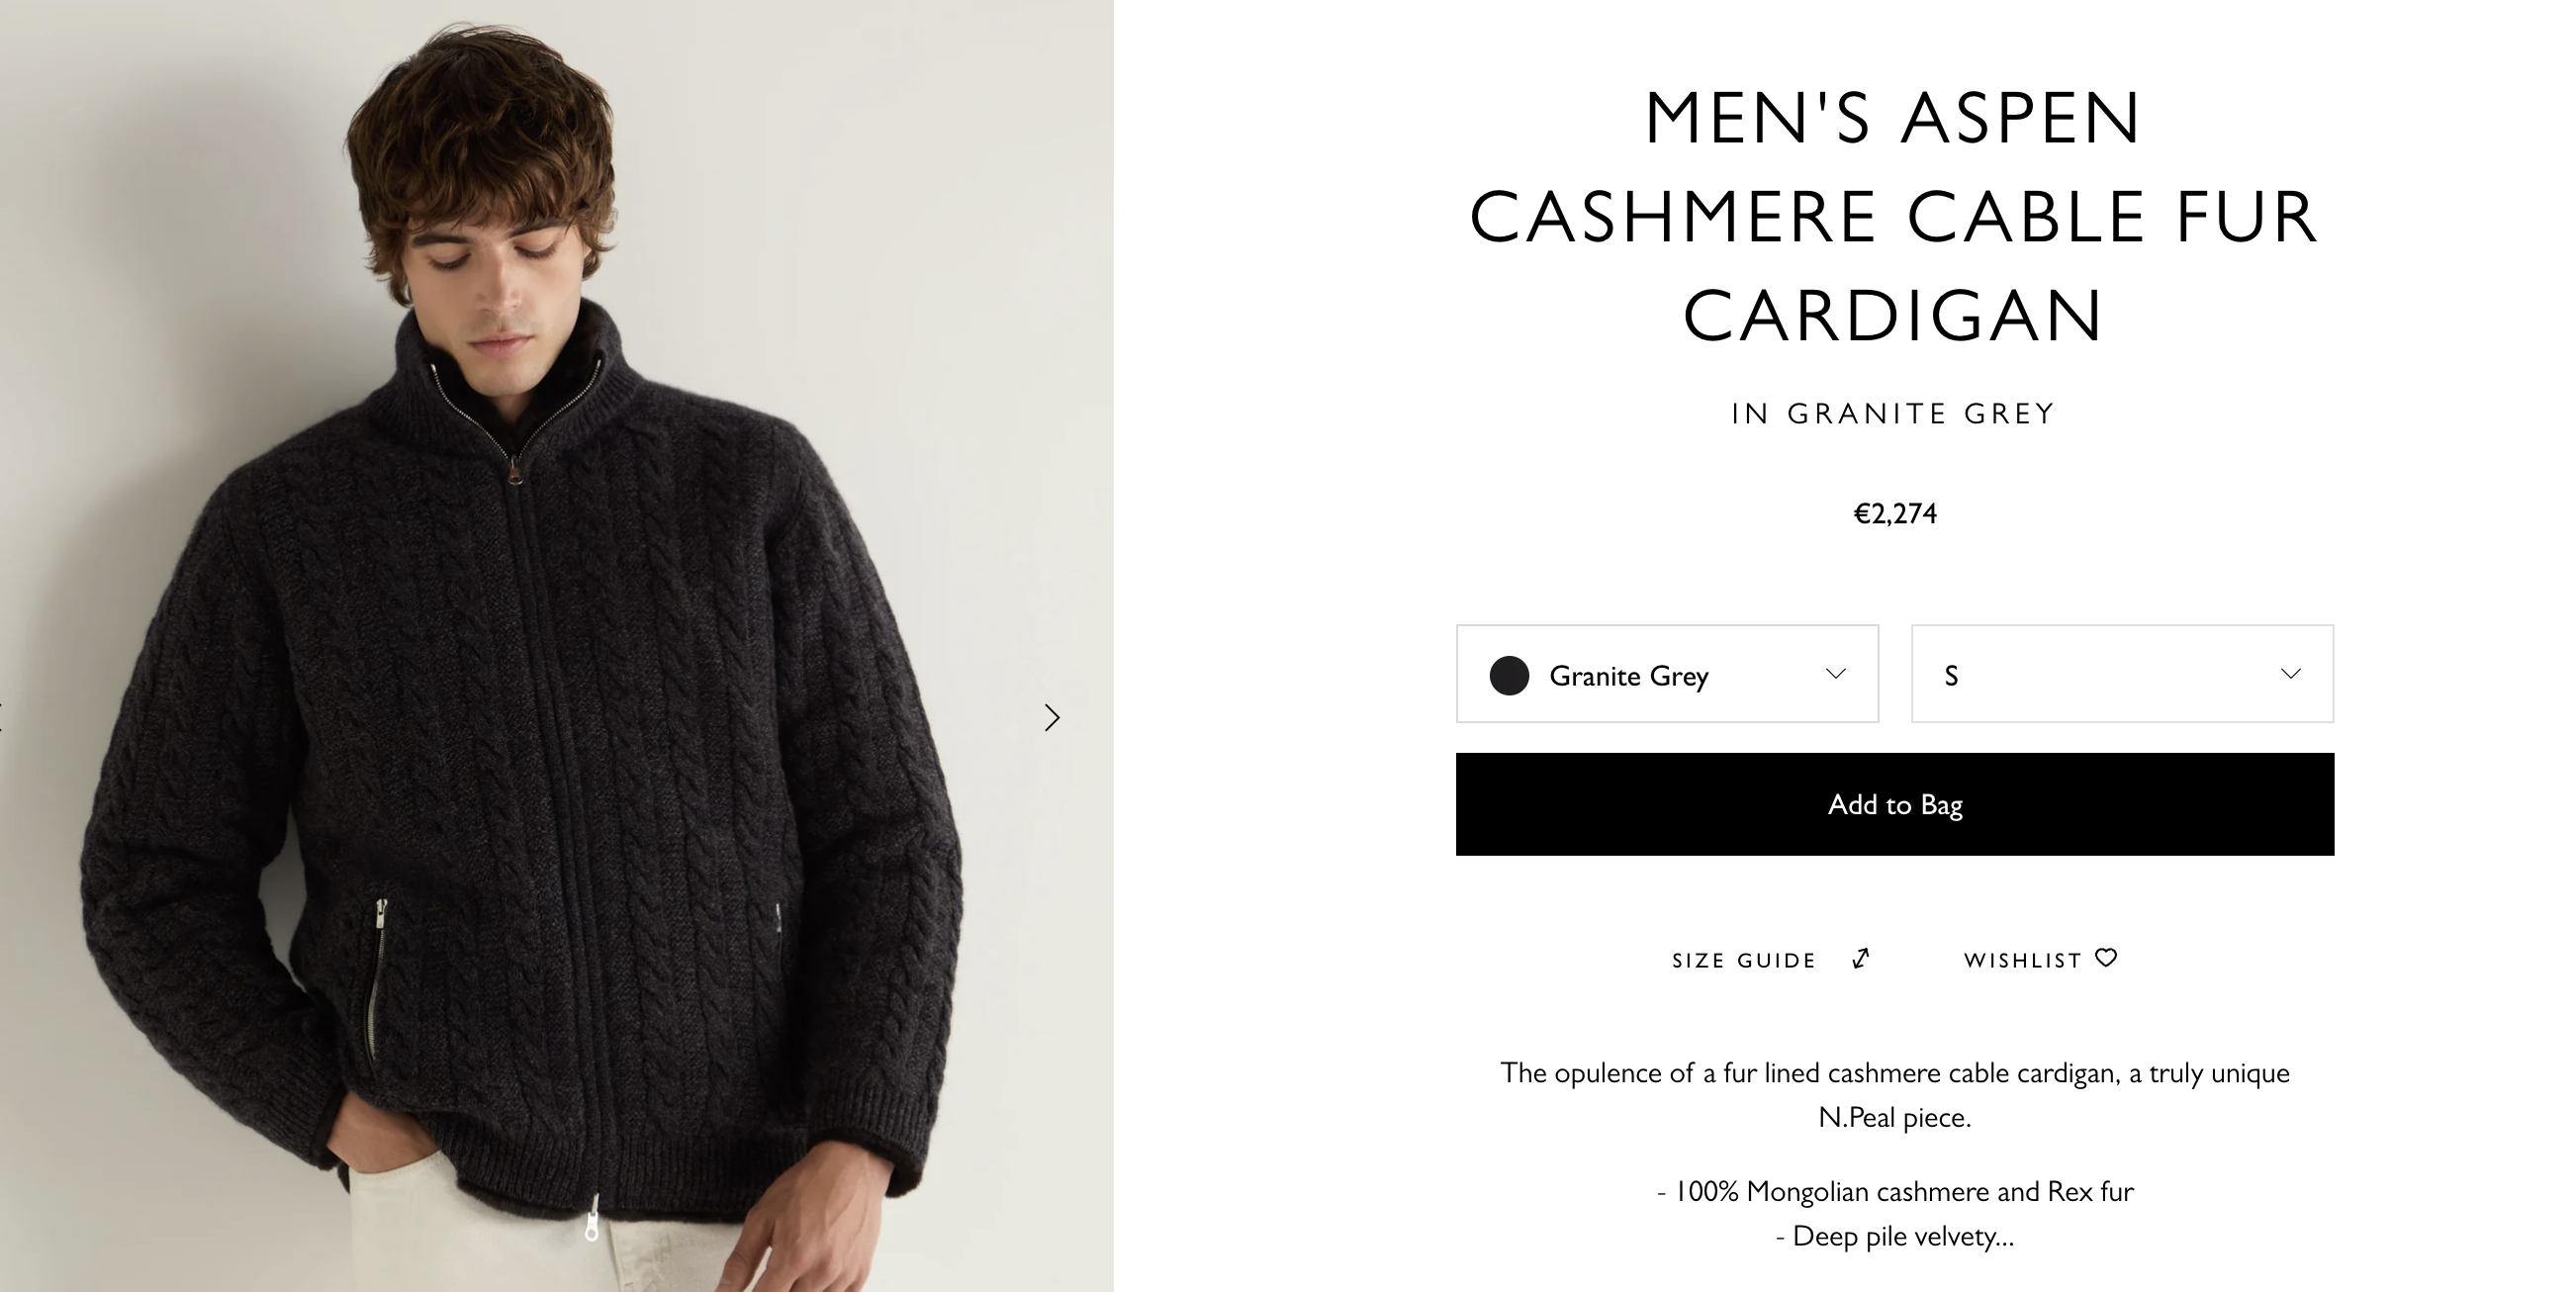 MEN'S ASPEN
CASHMERE CABLE FUR
CARDIGAN
IN GRANITE GREY
€2,274
Granite Grey
S
Add to Bag
SIZE GUIDE
WISHLIST
The opulence of a fur lined cashmere cable cardigan, a truly unique
N.Peal piece.
- 100% Mongolian cashmere and Rex fur
- Deep pile velvety...